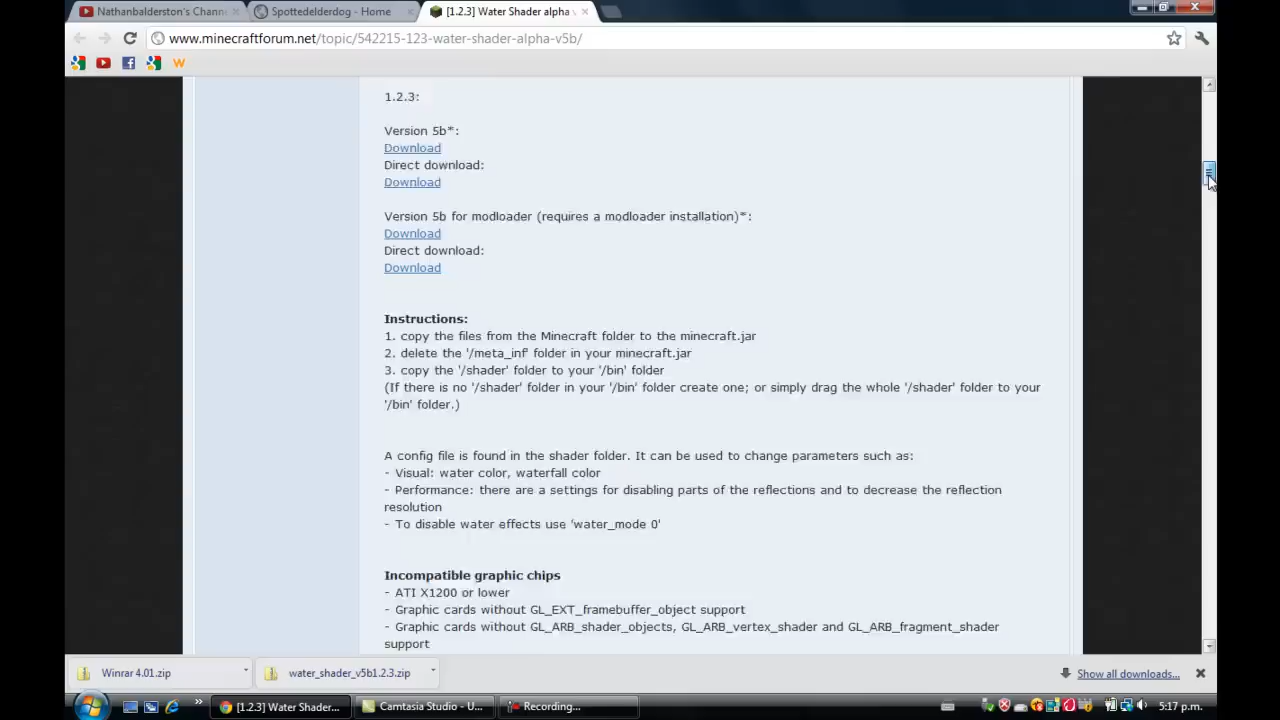 Nathanbalderston's Chann
Spottedelderdog - Home
[1.2.3] Water Shader alpha v
www.minecraftforum.net/topic/542215-123-water-shader-alpha-v5b/
1.2.3:
Version 5b*:
Download
Direct download:
Download
Version 5b for modloader (requires a modloader installation)*:
Download
Direct download:
Download
Instructions:
1. copy the files from the Minecraft folder to the minecraft.jar
2. delete the '/meta_inf' folder in your minecraft.jar
3. copy the '/shader' folder to your '/bin' folder
(If there is no '/shader' folder in your '/bin' folder create one; or simply drag the whole '/shader' folder to your
'/bin' folder.)
A config file is found in the shader folder. It can be used to change parameters such as:
- Visual: water color, waterfall color
- Performance: there are a settings for disabling parts of the reflections and to decrease the reflection
resolution
- To disable water effects use 'water_mode 0'
Incompatible graphic chips
- ATI X1200 or lower
- Graphic cards without GL_EXT_framebuffer_object support
- Graphic cards without GL_ARB_shader_objects, GL_ARB_vertex_shader and GL_ARB_fragment_shader
support
Winrar 4.01.zip
water_shader_v5b1.2.3.zip
Show all downloads...
[1.2.3] Water Shader...
Camtasia Studio - U...
Recording...
5:17 p.m.